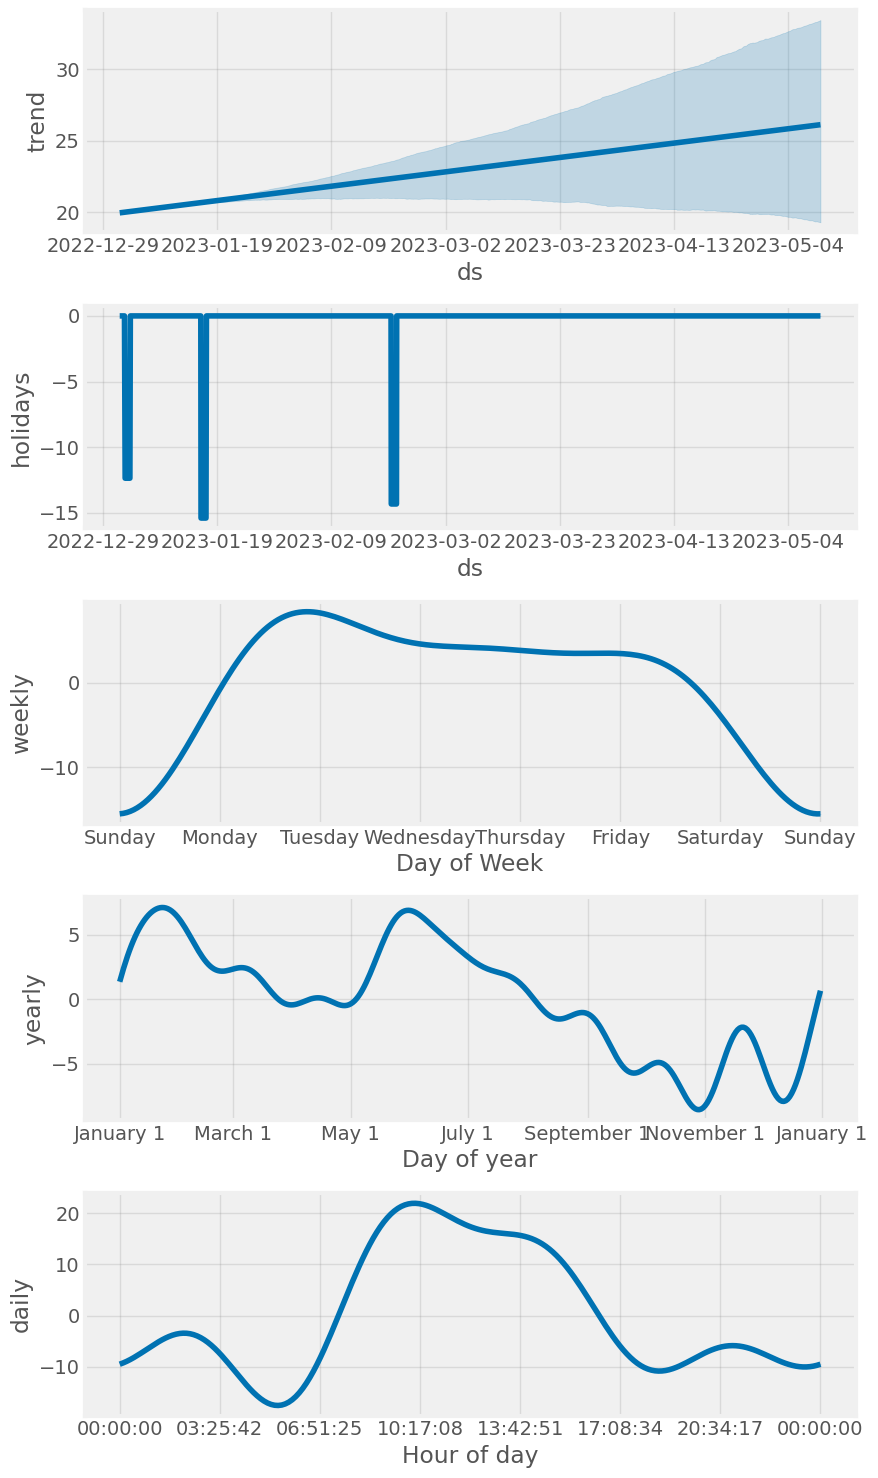 trend
30
25
20
2022-12-29 2023-01-19 2023-02-09 2023-03-02 2023-03-23 2023-04-13 2023-05-04
ds
holidays
0
−5
−10
−15
2022-12-29 2023-01-19 2023-02-09 2023-03-02 2023-03-23 2023-04-13 2023-05-04
ds
weekly
0
−10
Sunday Monday Tuesday Wednesday Thursday Friday Saturday Sunday
Day of Week
yearly
5
0
−5
January 1 March 1 May 1 July 1 September 1 November 1 January 1
Day of year
daily
20
10
0
−10
00:00:00 03:25:42 06:51:25 10:17:08 13:42:51 17:08:34 20:34:17 00:00:00
Hour of day